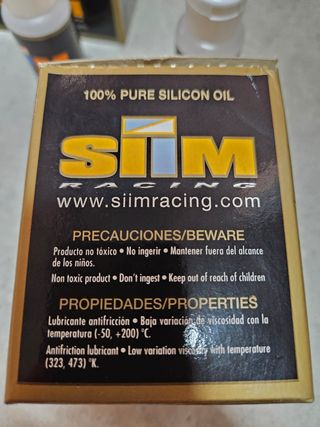 100% PURE SILICON OIL
SiiM
RACING
www.siimracing.com
PRECAUCIONES/BEWARE
Producto no tóxico • No ingerir • Mantener fuera del alcance
de los niños.
Non toxic product • Don't ingest • Keep out of reach of children
PROPIEDADES/PROPERTIES
Lubricante antifricción • Baja variación de viscosidad con la
temperatura (-50, +200) °C.
Antifriction lubricant • Low variation viscosity with temperature
(323, 473) °K.